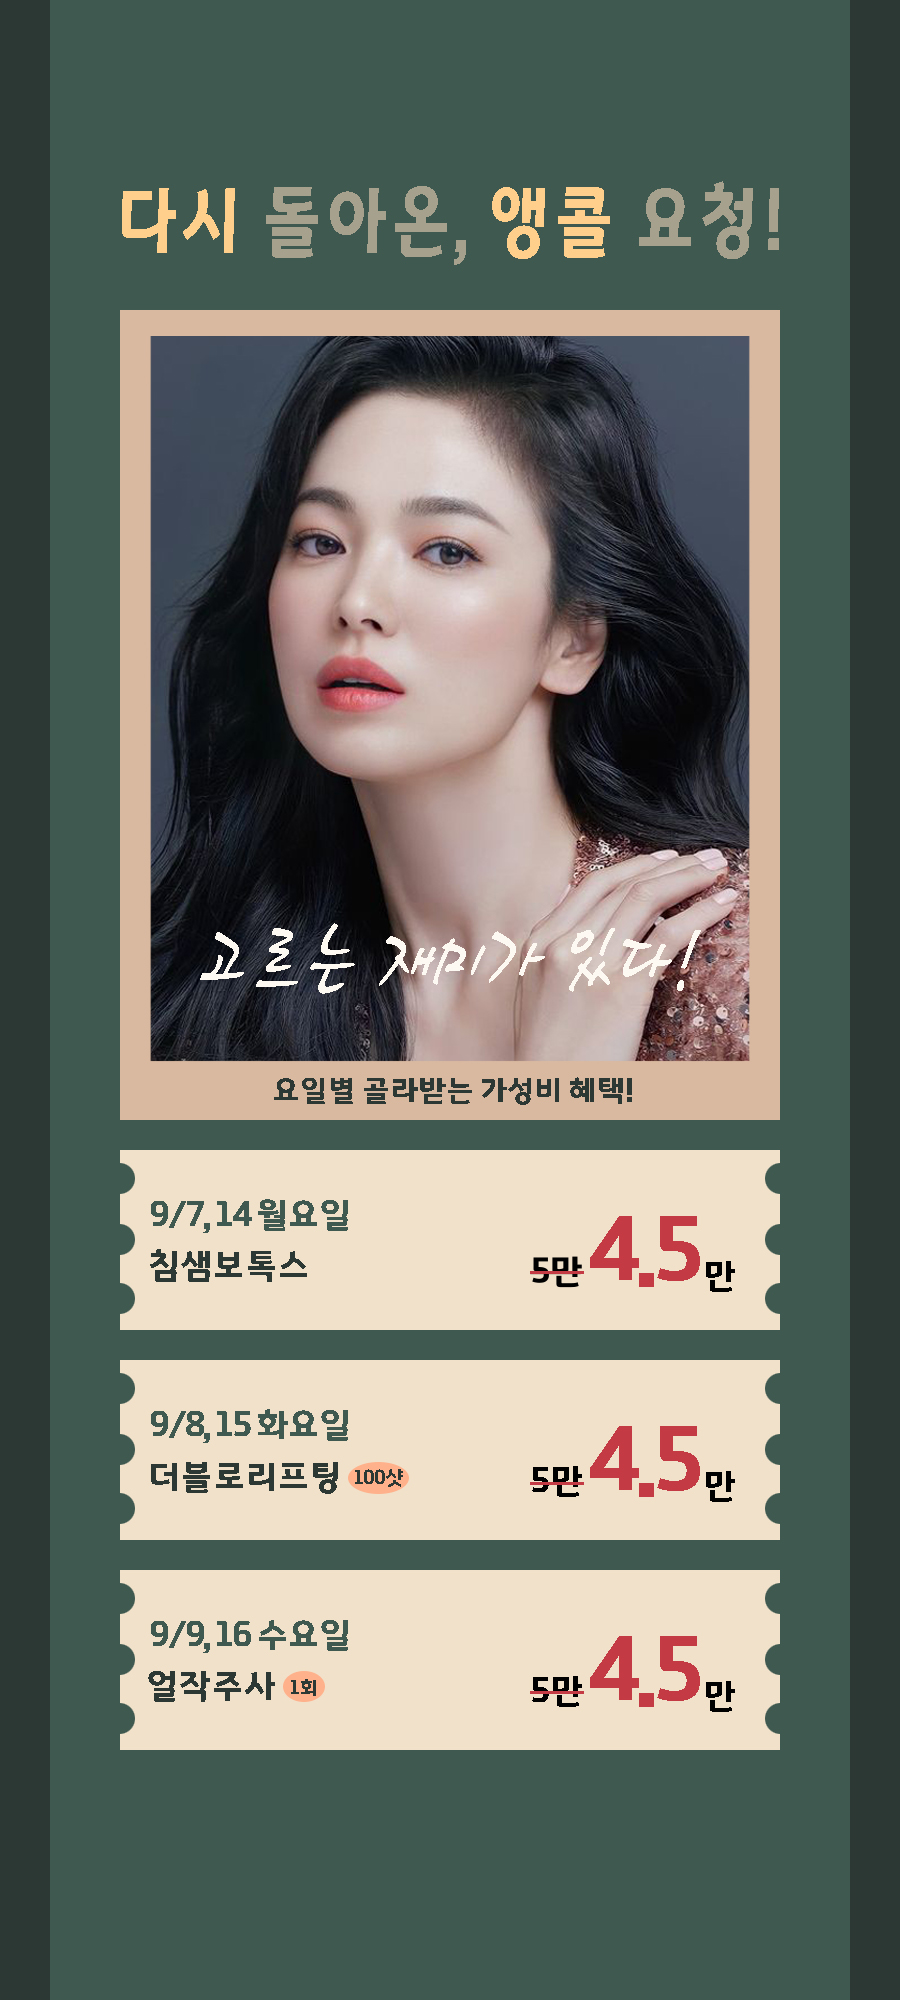 다시 돌아온, 앵콜 요청!
고르는 재미가 있다!
요일별 골라받는 가성비 혜택!
9/7,14 월요일
침샘보톡스
5만 4.5만
9/8,15 화요일
더블로리프팅 100샷
5만 4.5만
9/9,16 수요일
얼작주사 1회
5만 4.5만